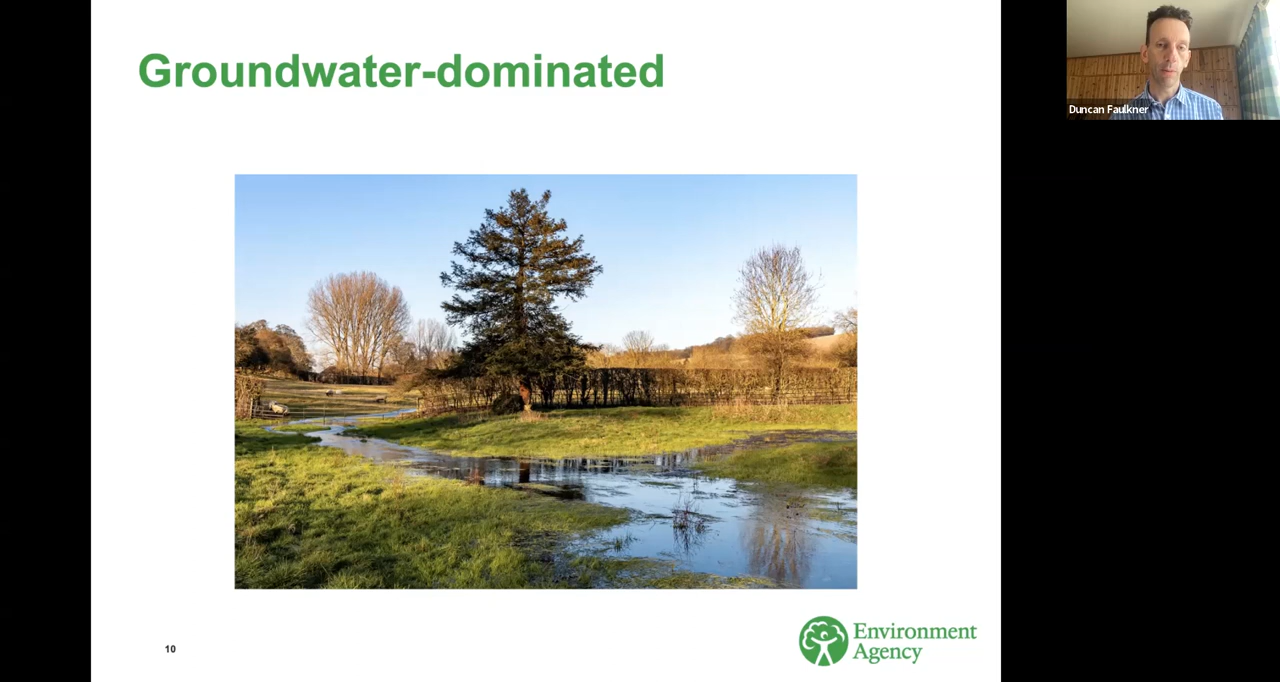 Groundwater-dominated
Duncan Faulkner
10
Environment
Agency